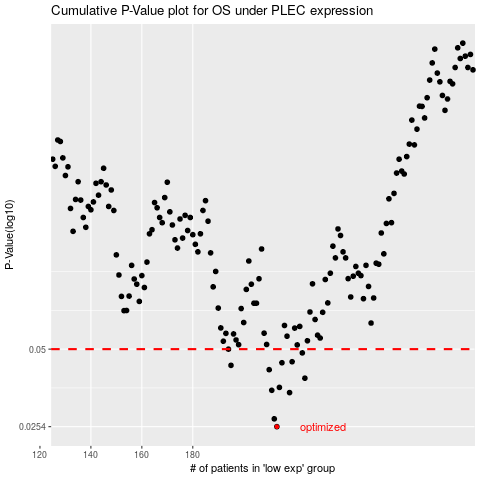 Cumulative P-Value plot for OS under PLEC expression
P-Value(log10)
0.05
0.0254
optimized
120 140 160 180
# of patients in 'low exp' group